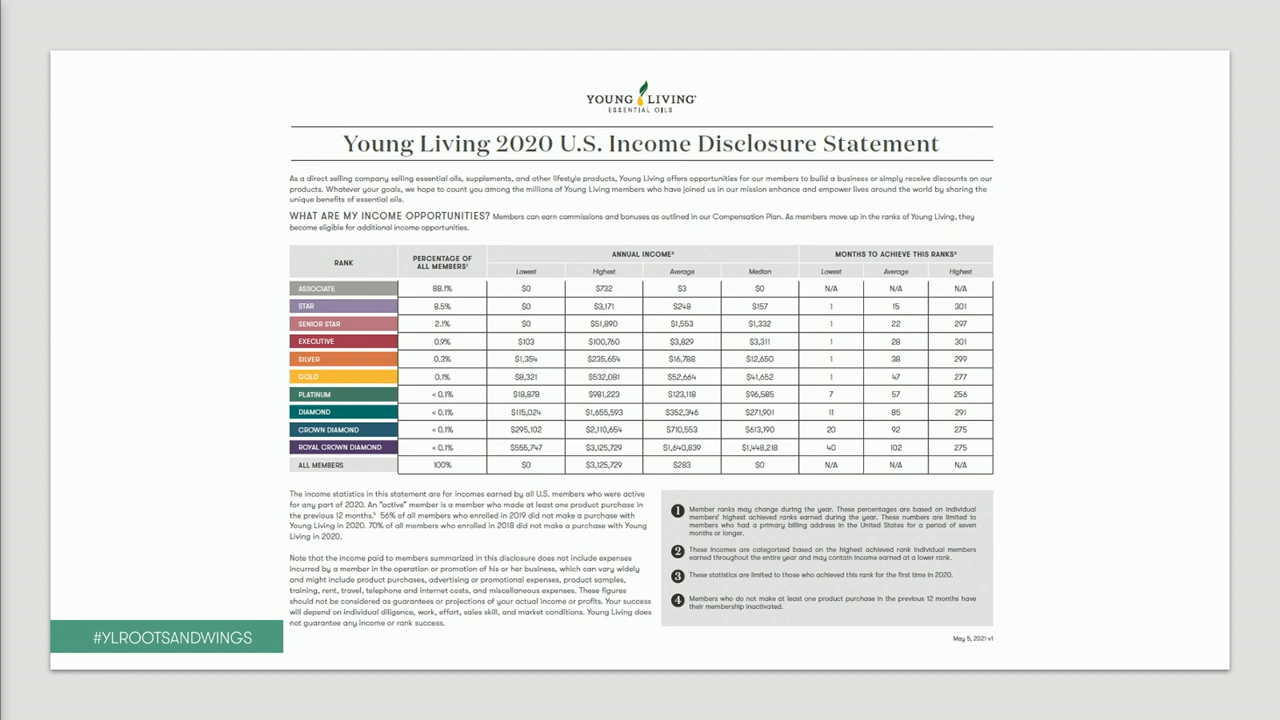 YOUNG LIVING
ESSENTIAL OILS
Young Living 2020 U.S. Income Disclosure Statement
As a direct selling company selling essential oils, supplements, and other lifestyle products, Young Living offers opportunities for our members to build a business or simply receive discounts on our
products. Whatever your goals, we hope to count you among the millions of Young Living members who have joined us in our mission enhance and empower lives around the world by sharing the
unique benefits of essential oils.
WHAT ARE MY INCOME OPPORTUNITIES? Members can earn commissions and bonuses as outlined in our Compensation Plan. As members move up in the ranks of Young Living, they
become eligible for additional income opportunities.
RANK PERCENTAGE OF ALL MEMBERS¹ ANNUAL INCOME² MONTHS TO ACHIEVE THIS RANKS³
Lowest Highest Average Median Lowest Average Highest
ASSOCIATE 88.1% $0 $732 $3 $0 N/A N/A N/A
STAR 8.5% $0 $3,171 $248 $157 1 15 301
SENIOR STAR 2.1% $0 $51,890 $1,553 $1,332 1 22 297
EXECUTIVE 0.9% $103 $100,760 $3,829 $3,311 1 28 301
SILVER 0.3% $1,354 $235,654 $16,788 $12,650 1 38 299
GOLD 0.1% $8,321 $532,081 $52,664 $41,652 1 47 277
PLATINUM < 0.1% $18,878 $981,223 $123,118 $96,585 7 57 256
DIAMOND < 0.1% $115,024 $1,655,593 $352,346 $271,901 11 85 291
CROWN DIAMOND < 0.1% $295,102 $2,110,654 $710,553 $613,190 20 92 275
ROYAL CROWN DIAMOND < 0.1% $555,747 $3,125,729 $1,640,839 $1,448,218 40 102 275
ALL MEMBERS 100% $0 $3,125,729 $283 $0 N/A N/A N/A
The income statistics in this statement are for incomes earned by all U.S. members who were active
for any part of 2020. An "active" member is a member who made at least one product purchase in
the previous 12 months.⁴ 56% of all members who enrolled in 2019 did not make a purchase with
Young Living in 2020. 70% of all members who enrolled in 2018 did not make a purchase with Young
Living in 2020.
Note that the income paid to members summarized in this disclosure does not include expenses
incurred by a member in the operation or promotion of his or her business, which can vary widely
and might include product purchases, advertising or promotional expenses, product samples,
training, rent, travel, telephone and internet costs, and miscellaneous expenses. These figures
should not be considered as guarantees or projections of your actual income or profits. Your success
will depend on individual diligence, work, effort, sales skill, and market conditions. Young Living does
not guarantee any income or rank success.
1 Member ranks may change during the year. These percentages are based on individual
members' highest achieved ranks earned during the year. These numbers are limited to
members who had a primary billing address in the United States for a period of seven
months or longer.
2 These incomes are categorized based on the highest achieved rank individual members
earned throughout the entire year and may contain income earned at a lower rank.
3 These statistics are limited to those who achieved this rank for the first time in 2020.
4 Members who do not make at least one product purchase in the previous 12 months have
their membership inactivated.
May 5, 2021 v1
#YLROOTSANDWINGS